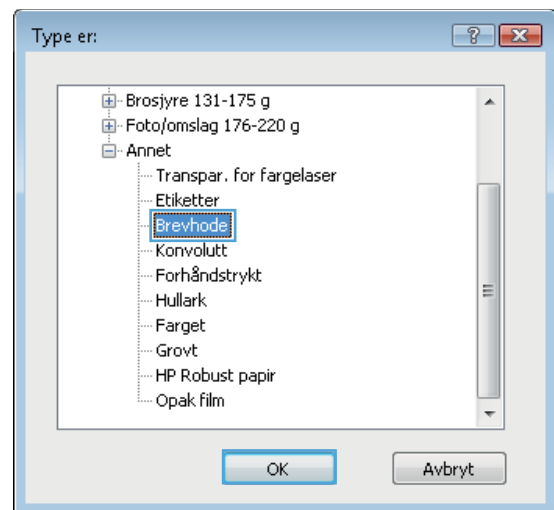 Type er:
Brosjyre 131-175 g
Foto/omslag 176-220 g
Annet
Transpar. for fargelaser
Etiketter
Brevhode
Konvolutt
Forhåndstrykt
Hullark
Farget
Grovt
HP Robust papir
Opak film
OK Avbryt